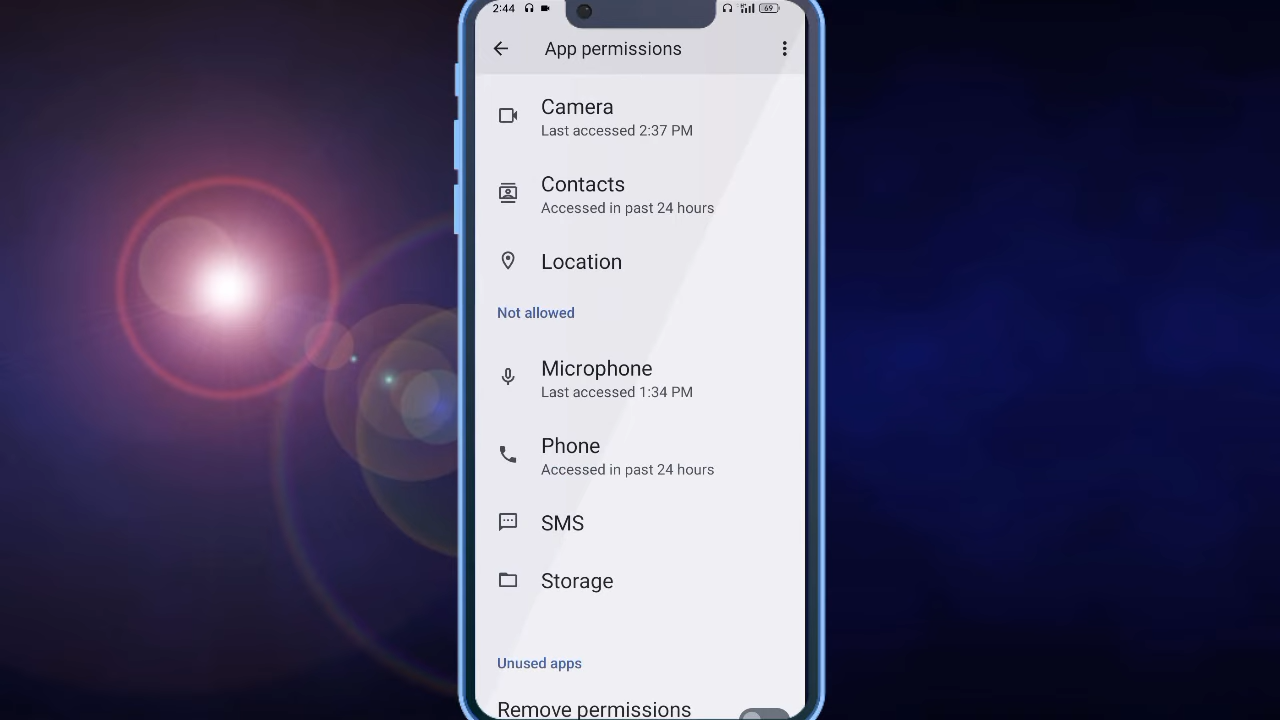 2:44
69
App permissions
Camera
Last accessed 2:37 PM
Contacts
Accessed in past 24 hours
Location
Not allowed
Microphone
Last accessed 1:34 PM
Phone
Accessed in past 24 hours
SMS
Storage
Unused apps
Remove permissions